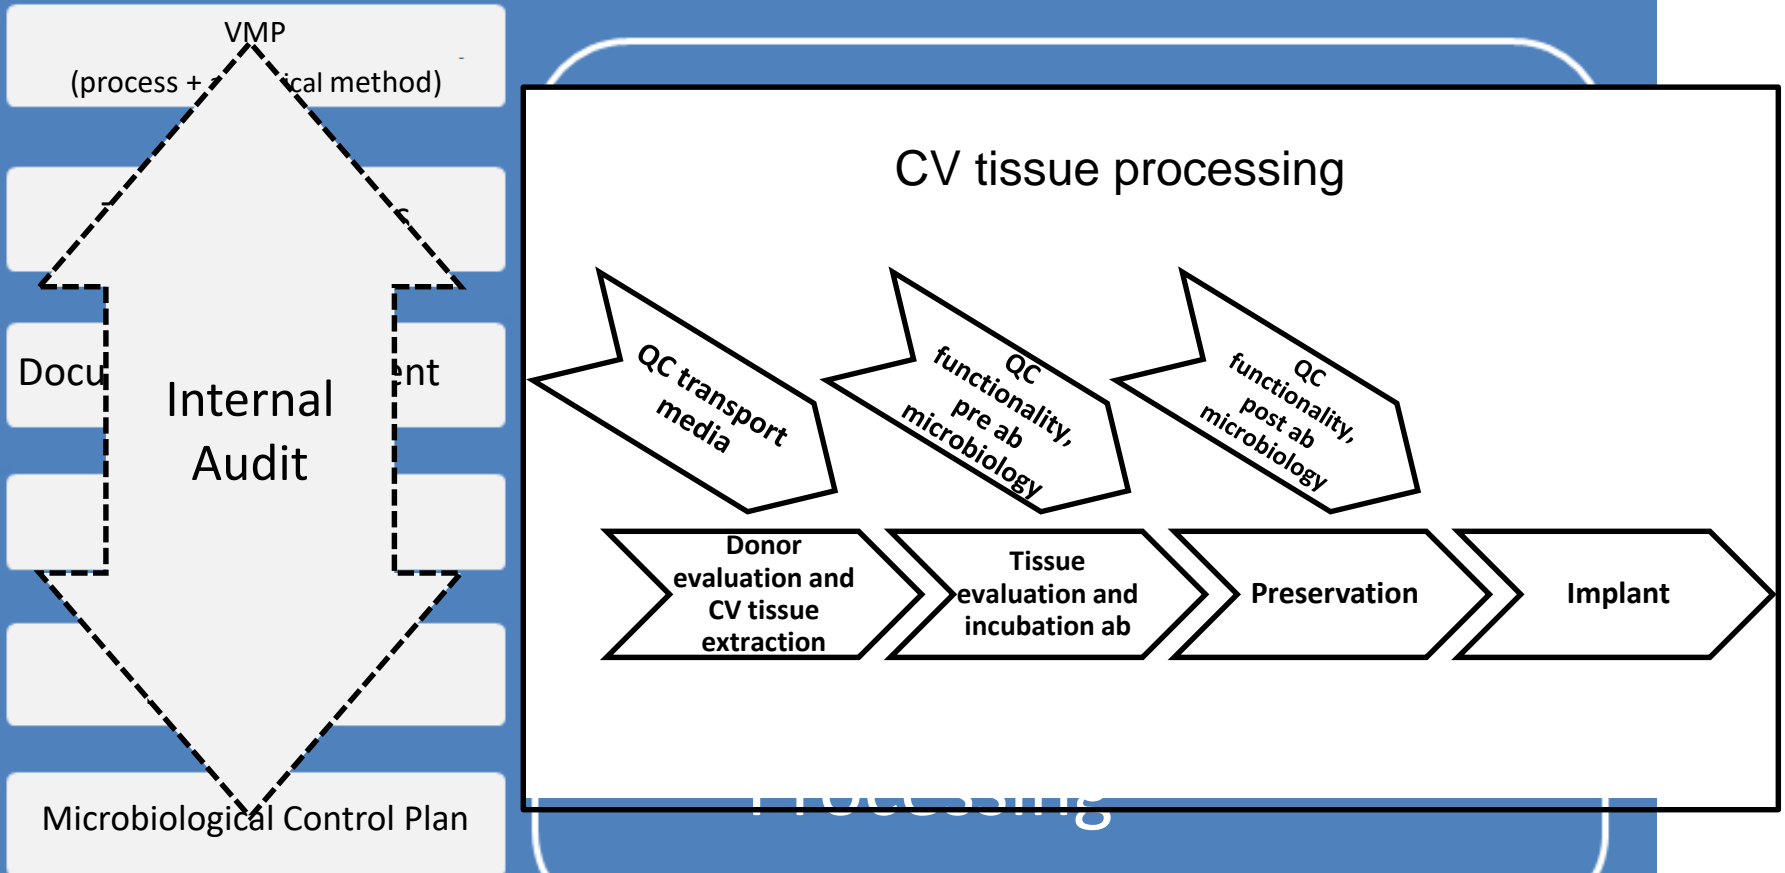 VMP
(process + ical method)
Docu ent
Internal
Audit
Microbiological Control Plan
CV tissue processing
QC transport
media
QC
functionality,
pre ab
microbiology
QC
functionality,
post ab
microbiology
Donor
evaluation and
CV tissue
extraction
Tissue
evaluation and
incubation ab
Preservation
Implant
Processing